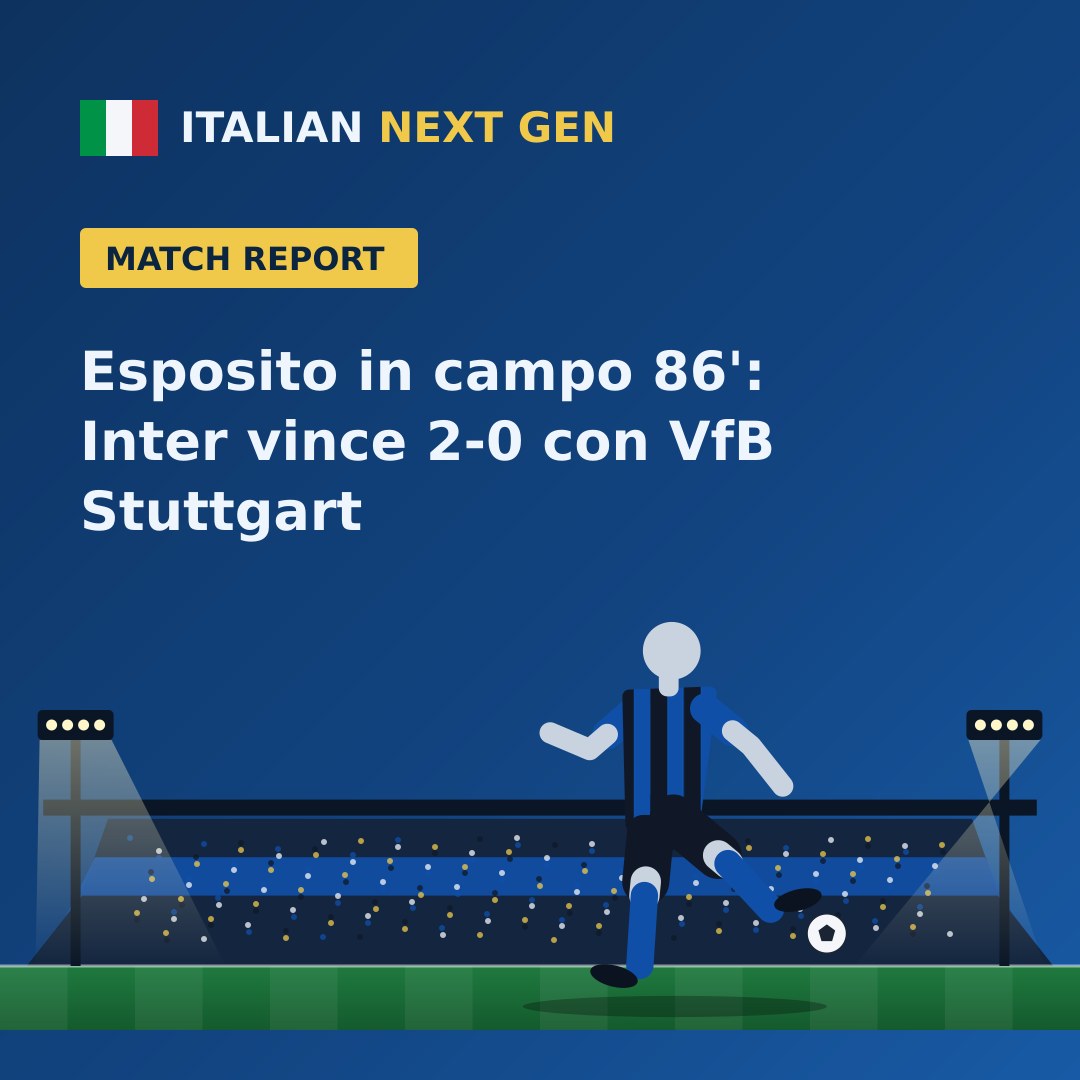 ITALIAN NEXT GEN
MATCH REPORT
Esposito in campo 86':
Inter vince 2-0 con VfB
Stuttgart